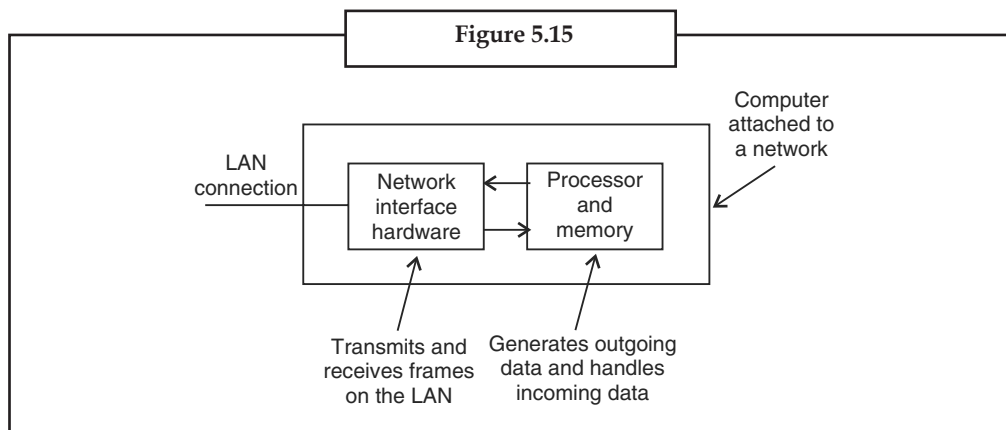 Figure 5.15
Computer
attached to
a network
LAN
connection
Network
interface
hardware
Processor
and
memory
Transmits and
receives frames
on the LAN
Generates outgoing
data and handles
incoming data